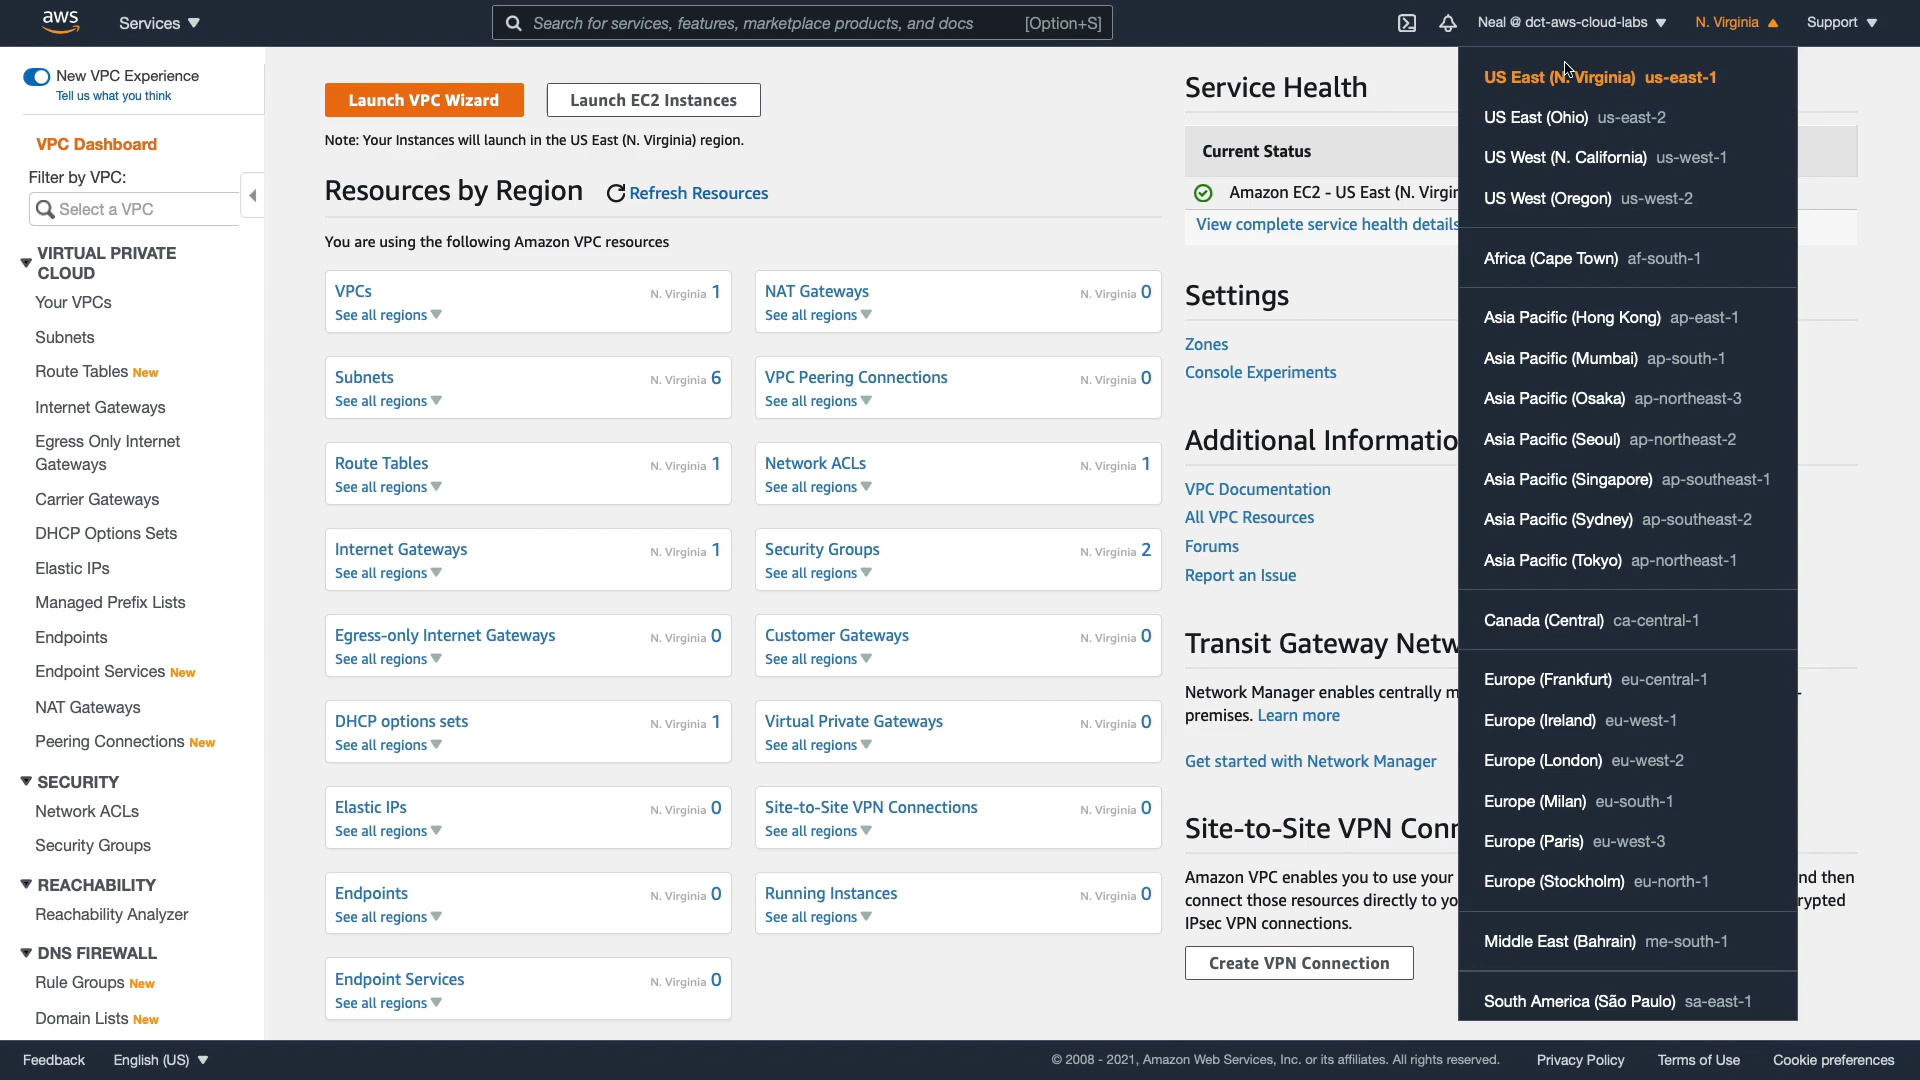 aws
Services
Search for services, features, marketplace products, and docs [Option+S]
Neal @ dct-aws-cloud-labs
N. Virginia
Support
New VPC Experience
Tell us what you think
VPC Dashboard
Filter by VPC:
Select a VPC
VIRTUAL PRIVATE
CLOUD
Your VPCs
Subnets
Route Tables New
Internet Gateways
Egress Only Internet
Gateways
Carrier Gateways
DHCP Options Sets
Elastic IPs
Managed Prefix Lists
Endpoints
Endpoint Services New
NAT Gateways
Peering Connections New
SECURITY
Network ACLs
Security Groups
REACHABILITY
Reachability Analyzer
DNS FIREWALL
Rule Groups New
Domain Lists New
Launch VPC Wizard
Launch EC2 Instances
Note: Your Instances will launch in the US East (N. Virginia) region.
Resources by Region
Refresh Resources
You are using the following Amazon VPC resources
VPCs N. Virginia 1
See all regions
NAT Gateways N. Virginia 0
See all regions
Subnets N. Virginia 6
See all regions
VPC Peering Connections N. Virginia 0
See all regions
Route Tables N. Virginia 1
See all regions
Network ACLs N. Virginia 1
See all regions
Internet Gateways N. Virginia 1
See all regions
Security Groups N. Virginia 2
See all regions
Egress-only Internet Gateways N. Virginia 0
See all regions
Customer Gateways N. Virginia 0
See all regions
DHCP options sets N. Virginia 1
See all regions
Virtual Private Gateways N. Virginia 0
See all regions
Elastic IPs N. Virginia 0
See all regions
Site-to-Site VPN Connections N. Virginia 0
See all regions
Endpoints N. Virginia 0
See all regions
Running Instances N. Virginia 0
See all regions
Endpoint Services N. Virginia 0
See all regions
Service Health
Current Status
Amazon EC2 - US East (N. Virgin
View complete service health details
Settings
Zones
Console Experiments
Additional Informatio
VPC Documentation
All VPC Resources
Forums
Report an Issue
Transit Gateway Netw
Network Manager enables centrally m
premises. Learn more
Get started with Network Manager
Site-to-Site VPN Conn
Amazon VPC enables you to use your nd then
connect those resources directly to yo rypted
IPsec VPN connections.
Create VPN Connection
US East (N. Virginia) us-east-1
US East (Ohio) us-east-2
US West (N. California) us-west-1
US West (Oregon) us-west-2
Africa (Cape Town) af-south-1
Asia Pacific (Hong Kong) ap-east-1
Asia Pacific (Mumbai) ap-south-1
Asia Pacific (Osaka) ap-northeast-3
Asia Pacific (Seoul) ap-northeast-2
Asia Pacific (Singapore) ap-southeast-1
Asia Pacific (Sydney) ap-southeast-2
Asia Pacific (Tokyo) ap-northeast-1
Canada (Central) ca-central-1
Europe (Frankfurt) eu-central-1
Europe (Ireland) eu-west-1
Europe (London) eu-west-2
Europe (Milan) eu-south-1
Europe (Paris) eu-west-3
Europe (Stockholm) eu-north-1
Middle East (Bahrain) me-south-1
South America (São Paulo) sa-east-1
Feedback
English (US)
© 2008 - 2021, Amazon Web Services, Inc. or its affiliates. All rights reserved.
Privacy Policy
Terms of Use
Cookie preferences